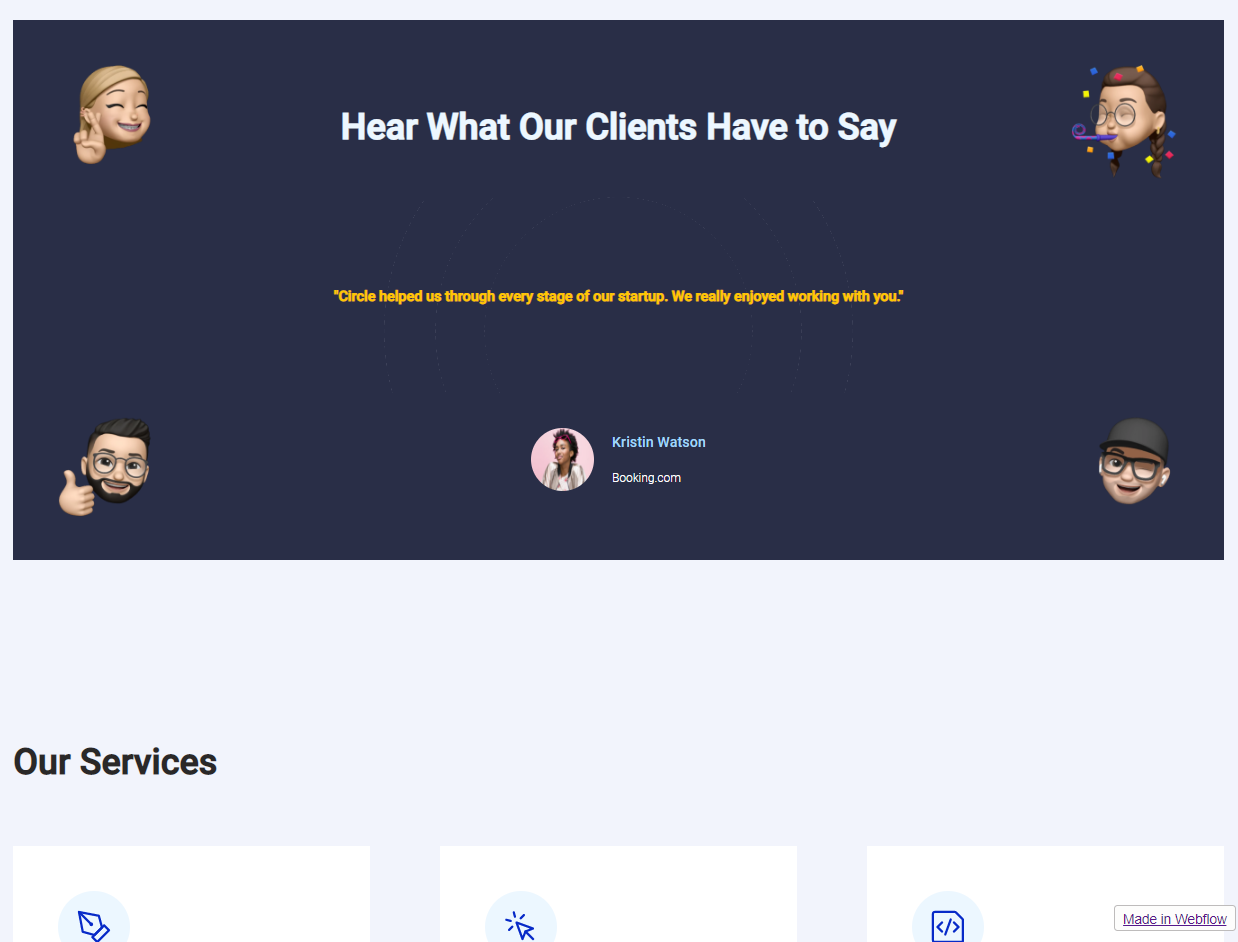 Hear What Our Clients Have to Say
"Circle helped us through every stage of our startup. We really enjoyed working with you."
Kristin Watson
Booking.com
Our Services
Made in Webflow